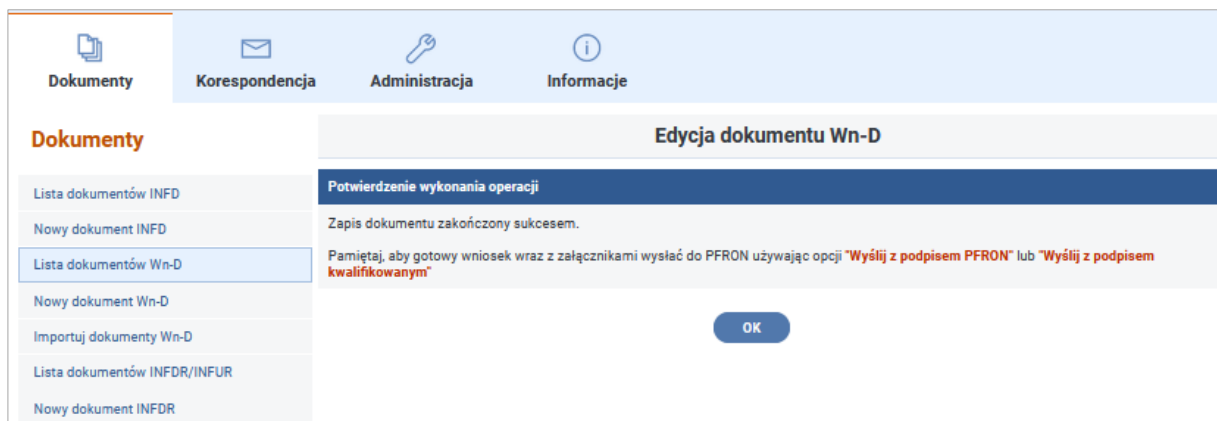 Dokumenty
Korespondencja
Administracja
Informacje
Dokumenty
Lista dokumentów INFD
Nowy dokument INFD
Lista dokumentów Wn-D
Nowy dokument Wn-D
Importuj dokumenty Wn-D
Lista dokumentów INFDR/INFUR
Nowy dokument INFDR
Edycja dokumentu Wn-D
Potwierdzenie wykonania operacji
Zapis dokumentu zakończony sukcesem.
Pamiętaj, aby gotowy wniosek wraz z załącznikami wysłać do PFRON używając opcji "Wyślij z podpisem PFRON" lub "Wyślij z podpisem
kwalifikowanym"
OK